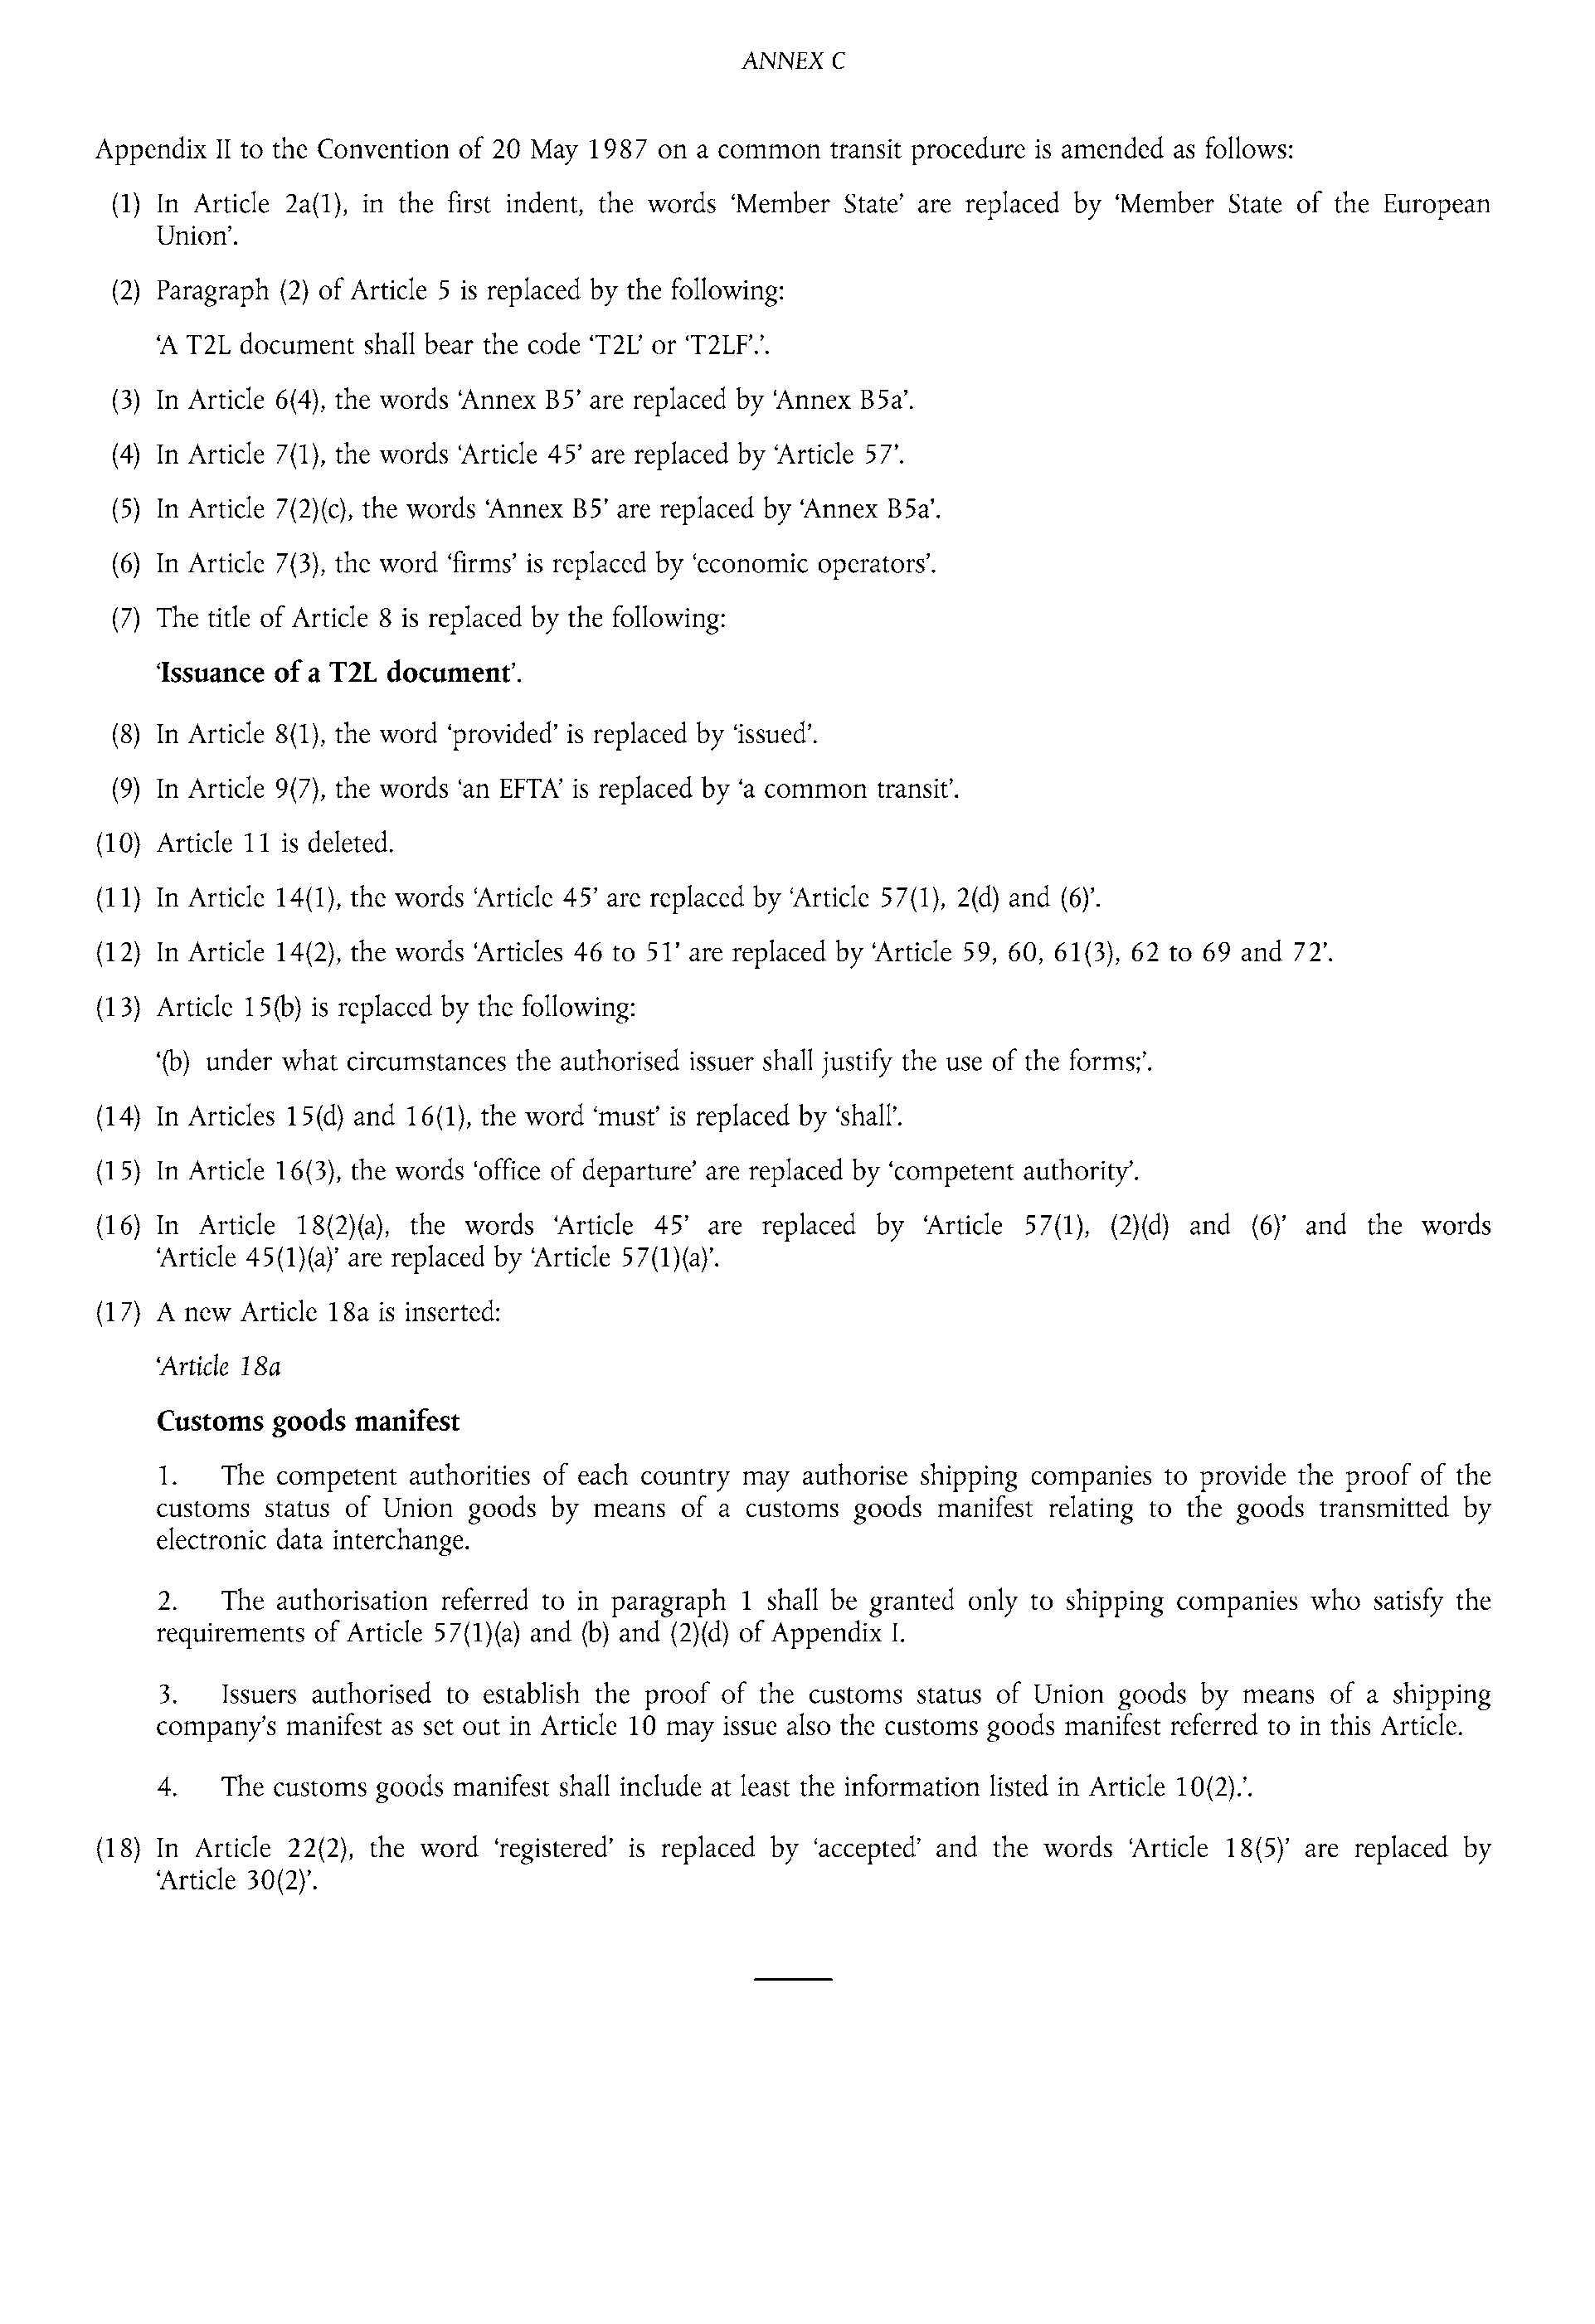 ANNEX C
Appendix II to the Convention of 20 May 1987 on a common transit procedure is amended as follows:
(1) In Article 2a(1), in the first indent, the words ‘Member State’ are replaced by ‘Member State of the European
Union’.
(2) Paragraph (2) of Article 5 is replaced by the following:
‘A T2L document shall bear the code ‘T2L’ or ‘T2LF’.’.
(3) In Article 6(4), the words ‘Annex B5’ are replaced by ‘Annex B5a’.
(4) In Article 7(1), the words ‘Article 45’ are replaced by ‘Article 57’.
(5) In Article 7(2)(c), the words ‘Annex B5’ are replaced by ‘Annex B5a’.
(6) In Article 7(3), the word ‘firms’ is replaced by ‘economic operators’.
(7) The title of Article 8 is replaced by the following:
‘Issuance of a T2L document’.
(8) In Article 8(1), the word ‘provided’ is replaced by ‘issued’.
(9) In Article 9(7), the words ‘an EFTA’ is replaced by ‘a common transit’.
(10) Article 11 is deleted.
(11) In Article 14(1), the words ‘Article 45’ are replaced by ‘Article 57(1), 2(d) and (6)’.
(12) In Article 14(2), the words ‘Articles 46 to 51’ are replaced by ‘Article 59, 60, 61(3), 62 to 69 and 72’.
(13) Article 15(b) is replaced by the following:
‘(b) under what circumstances the authorised issuer shall justify the use of the forms;’.
(14) In Articles 15(d) and 16(1), the word ‘must’ is replaced by ‘shall’.
(15) In Article 16(3), the words ‘office of departure’ are replaced by ‘competent authority’.
(16) In Article 18(2)(a), the words ‘Article 45’ are replaced by ‘Article 57(1), (2)(d) and (6)’ and the words
‘Article 45(1)(a)’ are replaced by ‘Article 57(1)(a)’.
(17) A new Article 18a is inserted:
‘Article 18a
Customs goods manifest
1. The competent authorities of each country may authorise shipping companies to provide the proof of the
customs status of Union goods by means of a customs goods manifest relating to the goods transmitted by
electronic data interchange.
2. The authorisation referred to in paragraph 1 shall be granted only to shipping companies who satisfy the
requirements of Article 57(1)(a) and (b) and (2)(d) of Appendix I.
3. Issuers authorised to establish the proof of the customs status of Union goods by means of a shipping
company’s manifest as set out in Article 10 may issue also the customs goods manifest referred to in this Article.
4. The customs goods manifest shall include at least the information listed in Article 10(2).’.
(18) In Article 22(2), the word ‘registered’ is replaced by ‘accepted’ and the words ‘Article 18(5)’ are replaced by
‘Article 30(2)’.